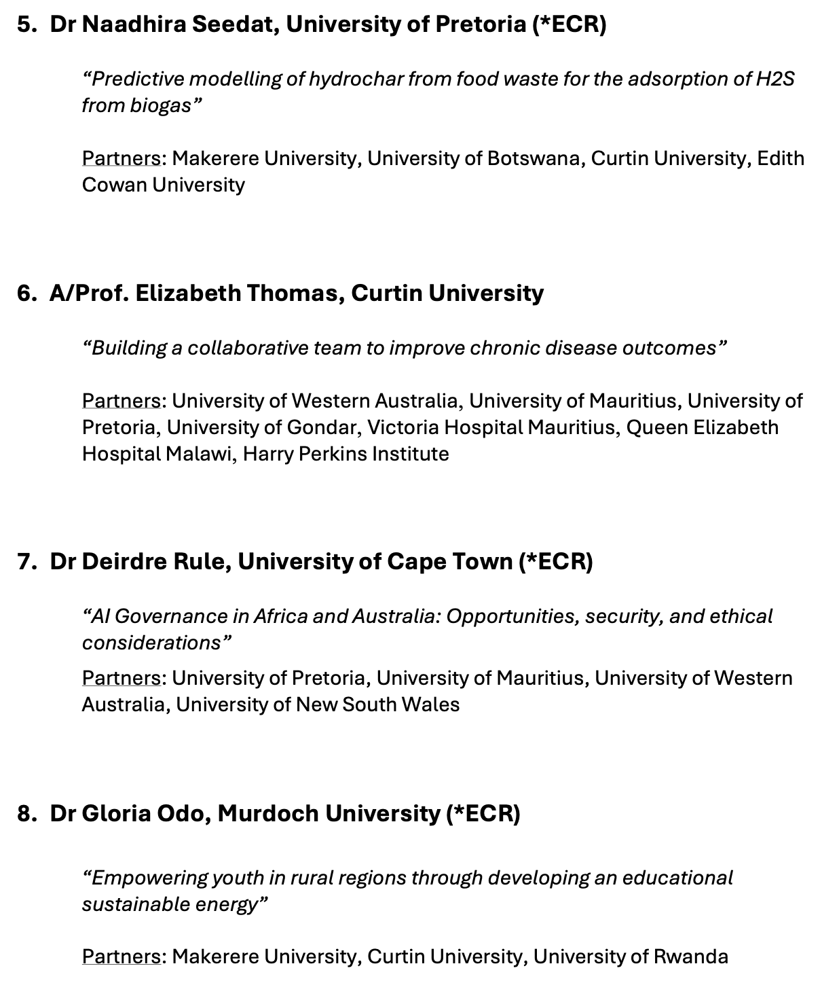 5. Dr Naadhira Seedat, University of Pretoria (*ECR)
“Predictive modelling of hydrochar from food waste for the adsorption of H2S
from biogas”
Partners: Makerere University, University of Botswana, Curtin University, Edith
Cowan University
6. A/Prof. Elizabeth Thomas, Curtin University
“Building a collaborative team to improve chronic disease outcomes”
Partners: University of Western Australia, University of Mauritius, University of
Pretoria, University of Gondar, Victoria Hospital Mauritius, Queen Elizabeth
Hospital Malawi, Harry Perkins Institute
7. Dr Deirdre Rule, University of Cape Town (*ECR)
“AI Governance in Africa and Australia: Opportunities, security, and ethical
considerations”
Partners: University of Pretoria, University of Mauritius, University of Western
Australia, University of New South Wales
8. Dr Gloria Odo, Murdoch University (*ECR)
“Empowering youth in rural regions through developing an educational
sustainable energy”
Partners: Makerere University, Curtin University, University of Rwanda